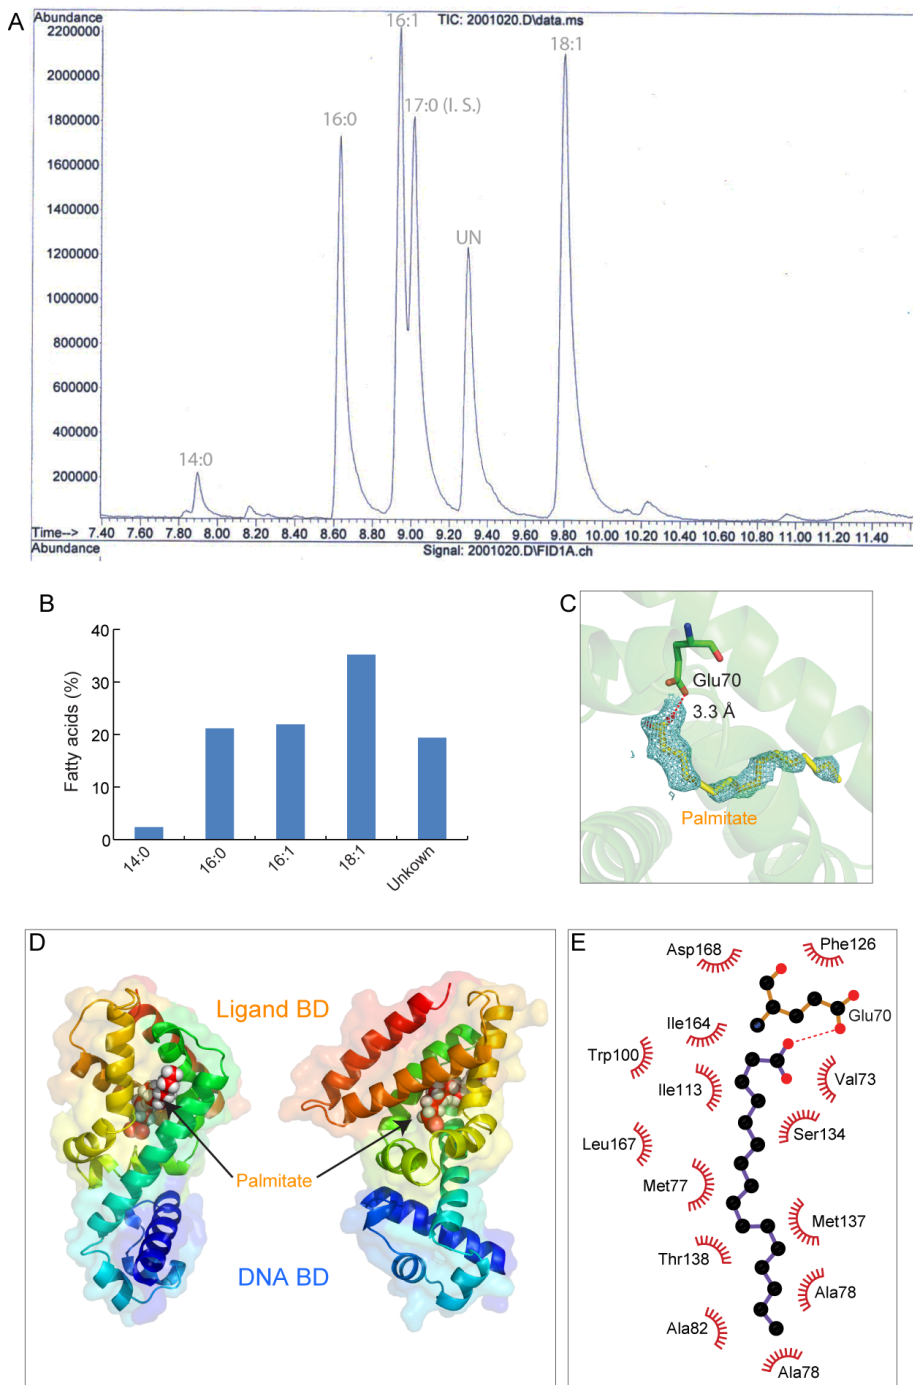 A
Abundance
TIC: 2001020.D\data.ms
2200000
2000000
1800000
1600000
1400000
1200000
1000000
800000
600000
400000
200000
14:0
16:0
16:1
17:0 (I. S.)
UN
18:1
Time--> 7.40 7.60 7.80 8.00 8.20 8.40 8.60 8.80 9.00 9.20 9.40 9.60 9.80 10.00 10.20 10.40 10.60 10.80 11.00 11.20 11.40
Abundance
Signal: 2001020.D\FID1A.ch
B
Fatty acids (%)
40
30
20
10
0
14:0
16:0
16:1
18:1
Unkown
C
Glu70
3.3 Å
Palmitate
D
Ligand BD
Palmitate
DNA BD
E
Asp168
Phe126
Glu70
Ile164
Trp100
Ile113
Val73
Ser134
Leu167
Met77
Met137
Thr138
Ala78
Ala82
Ala78